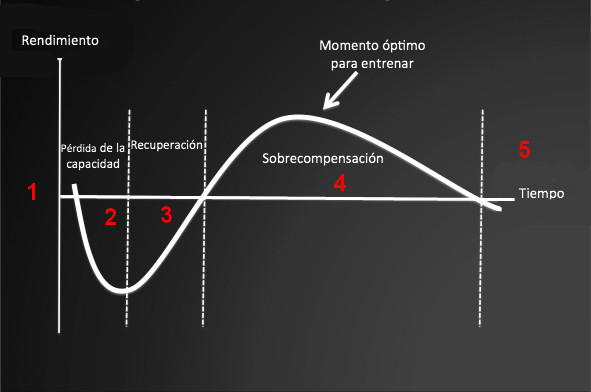 Rendimiento
Momento óptimo
para entrenar
Pérdida de la
capacidad
Recuperación
Sobrecompensación
5
1
2
3
4
Tiempo